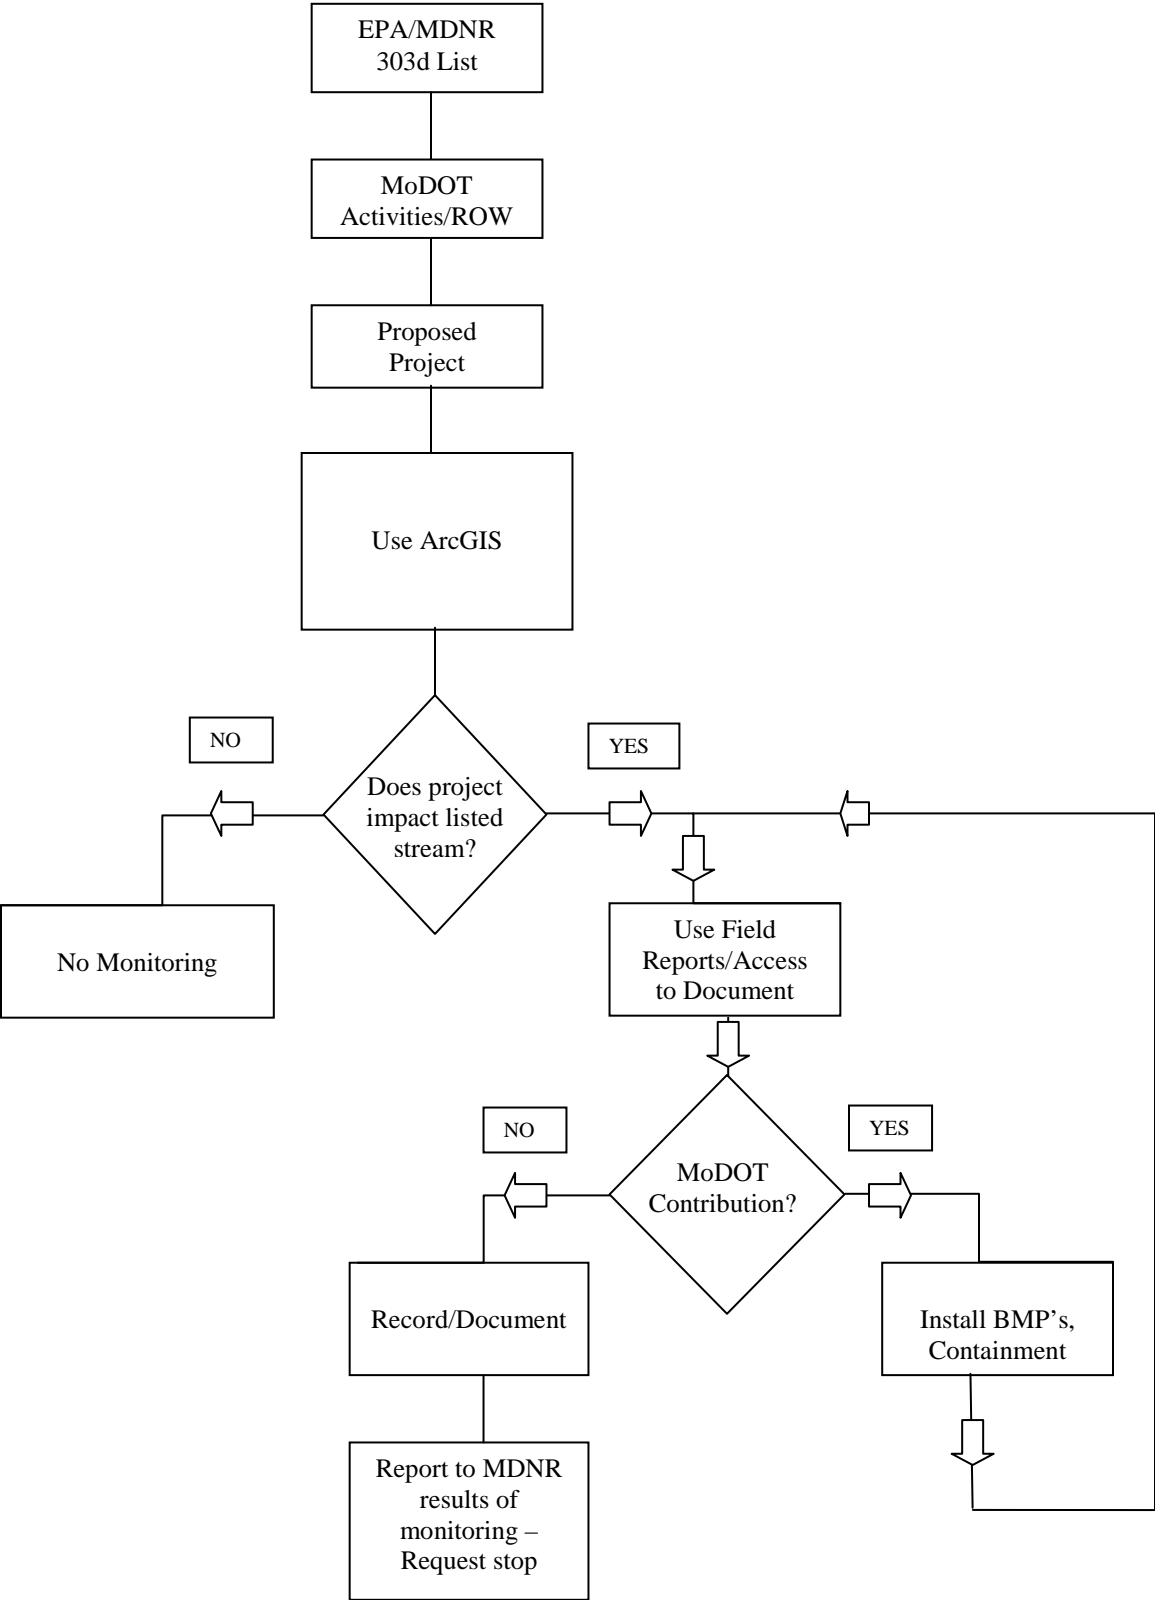 EPA/MDNR
303d List
MoDOT
Activities/ROW
Proposed
Project
Use ArcGIS
NO
YES
Does project
impact listed
stream?
No Monitoring
Use Field
Reports/Access
to Document
NO
YES
MoDOT
Contribution?
Record/Document
Install BMP’s,
Containment
Report to MDNR
results of
monitoring –
Request stop